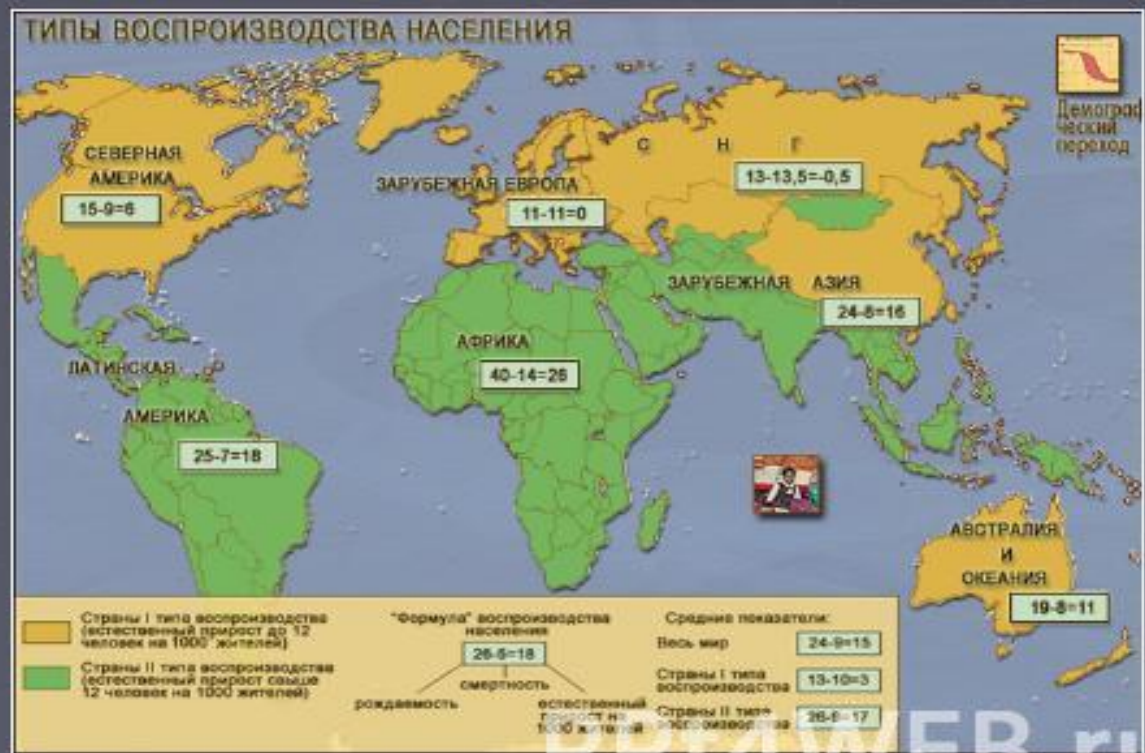 ТИПЫ ВОСПРОИЗВОДСТВА НАСЕЛЕНИЯ
Демограф
ческий
переход
СЕВЕРНАЯ
АМЕРИКА
15-9=6
ЗАРУБЕЖНАЯ ЕВРОПА
11-11=0
С Н Г
13-13,5=-0,5
ЗАРУБЕЖНАЯ АЗИЯ
24-8=16
АФРИКА
40-14=26
ЛАТИНСКАЯ
АМЕРИКА
25-7=18
АВСТРАЛИЯ
И
ОКЕАНИЯ
19-8=11
Страны I типа воспроизводства
(естественный прирост до 12
человек на 1000 жителей)
Страны II типа воспроизводства
(естественный прирост свыше
12 человек на 1000 жителей)
"Формула" воспроизводства
населения
рождаемость
смертность
естественный
прирост на
1000 жителей
Средние показатели:
Весь мир
24-9=15
Страны I типа
воспроизводства
13-10=3
Страны II типа
воспроизводства